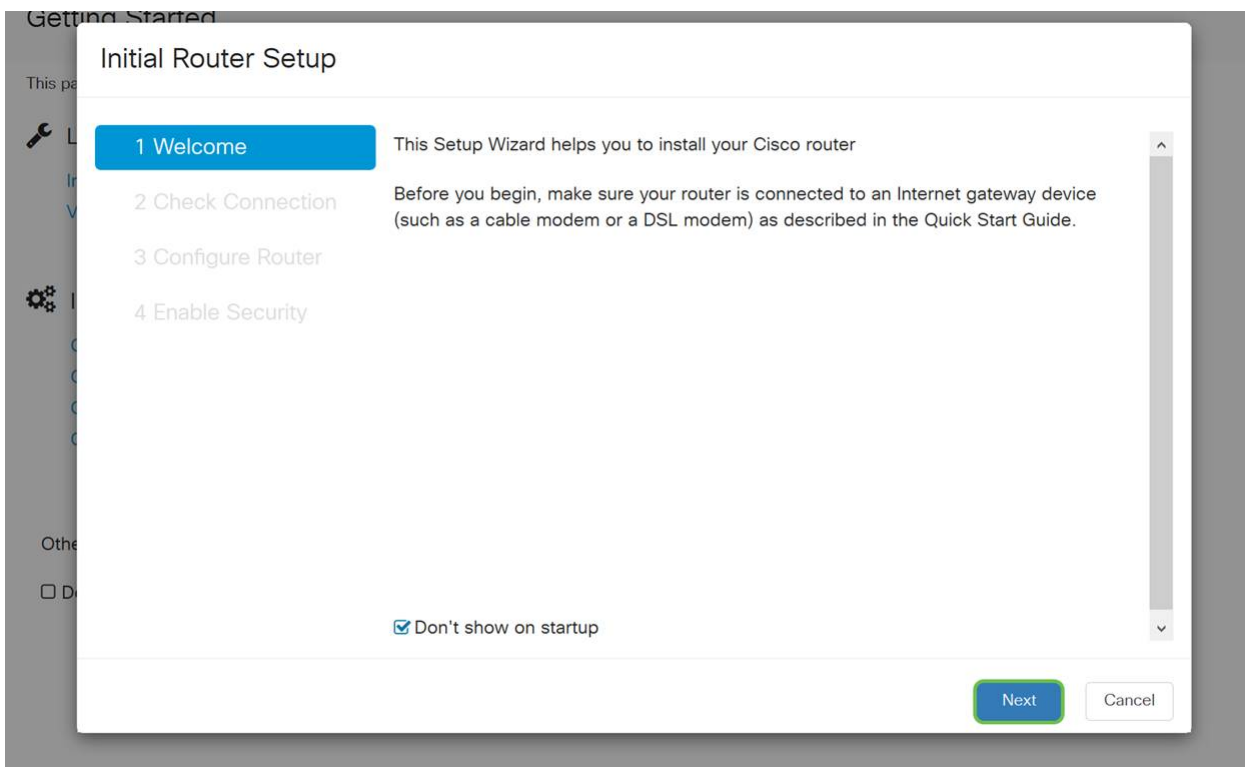 Getting Started
Initial Router Setup
This pa
1 Welcome
This Setup Wizard helps you to install your Cisco router
2 Check Connection
Before you begin, make sure your router is connected to an Internet gateway device
(such as a cable modem or a DSL modem) as described in the Quick Start Guide.
3 Configure Router
4 Enable Security
Othe
Don't show on startup
Next
Cancel